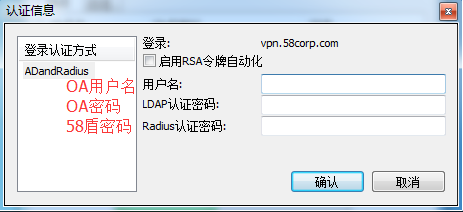 认证信息
登录认证方式
ADandRadius
OA用户名
OA密码
58盾密码
登录: vpn.58corp.com
启用RSA令牌自动化
用户名:
LDAP认证密码:
Radius认证密码:
确认 取消